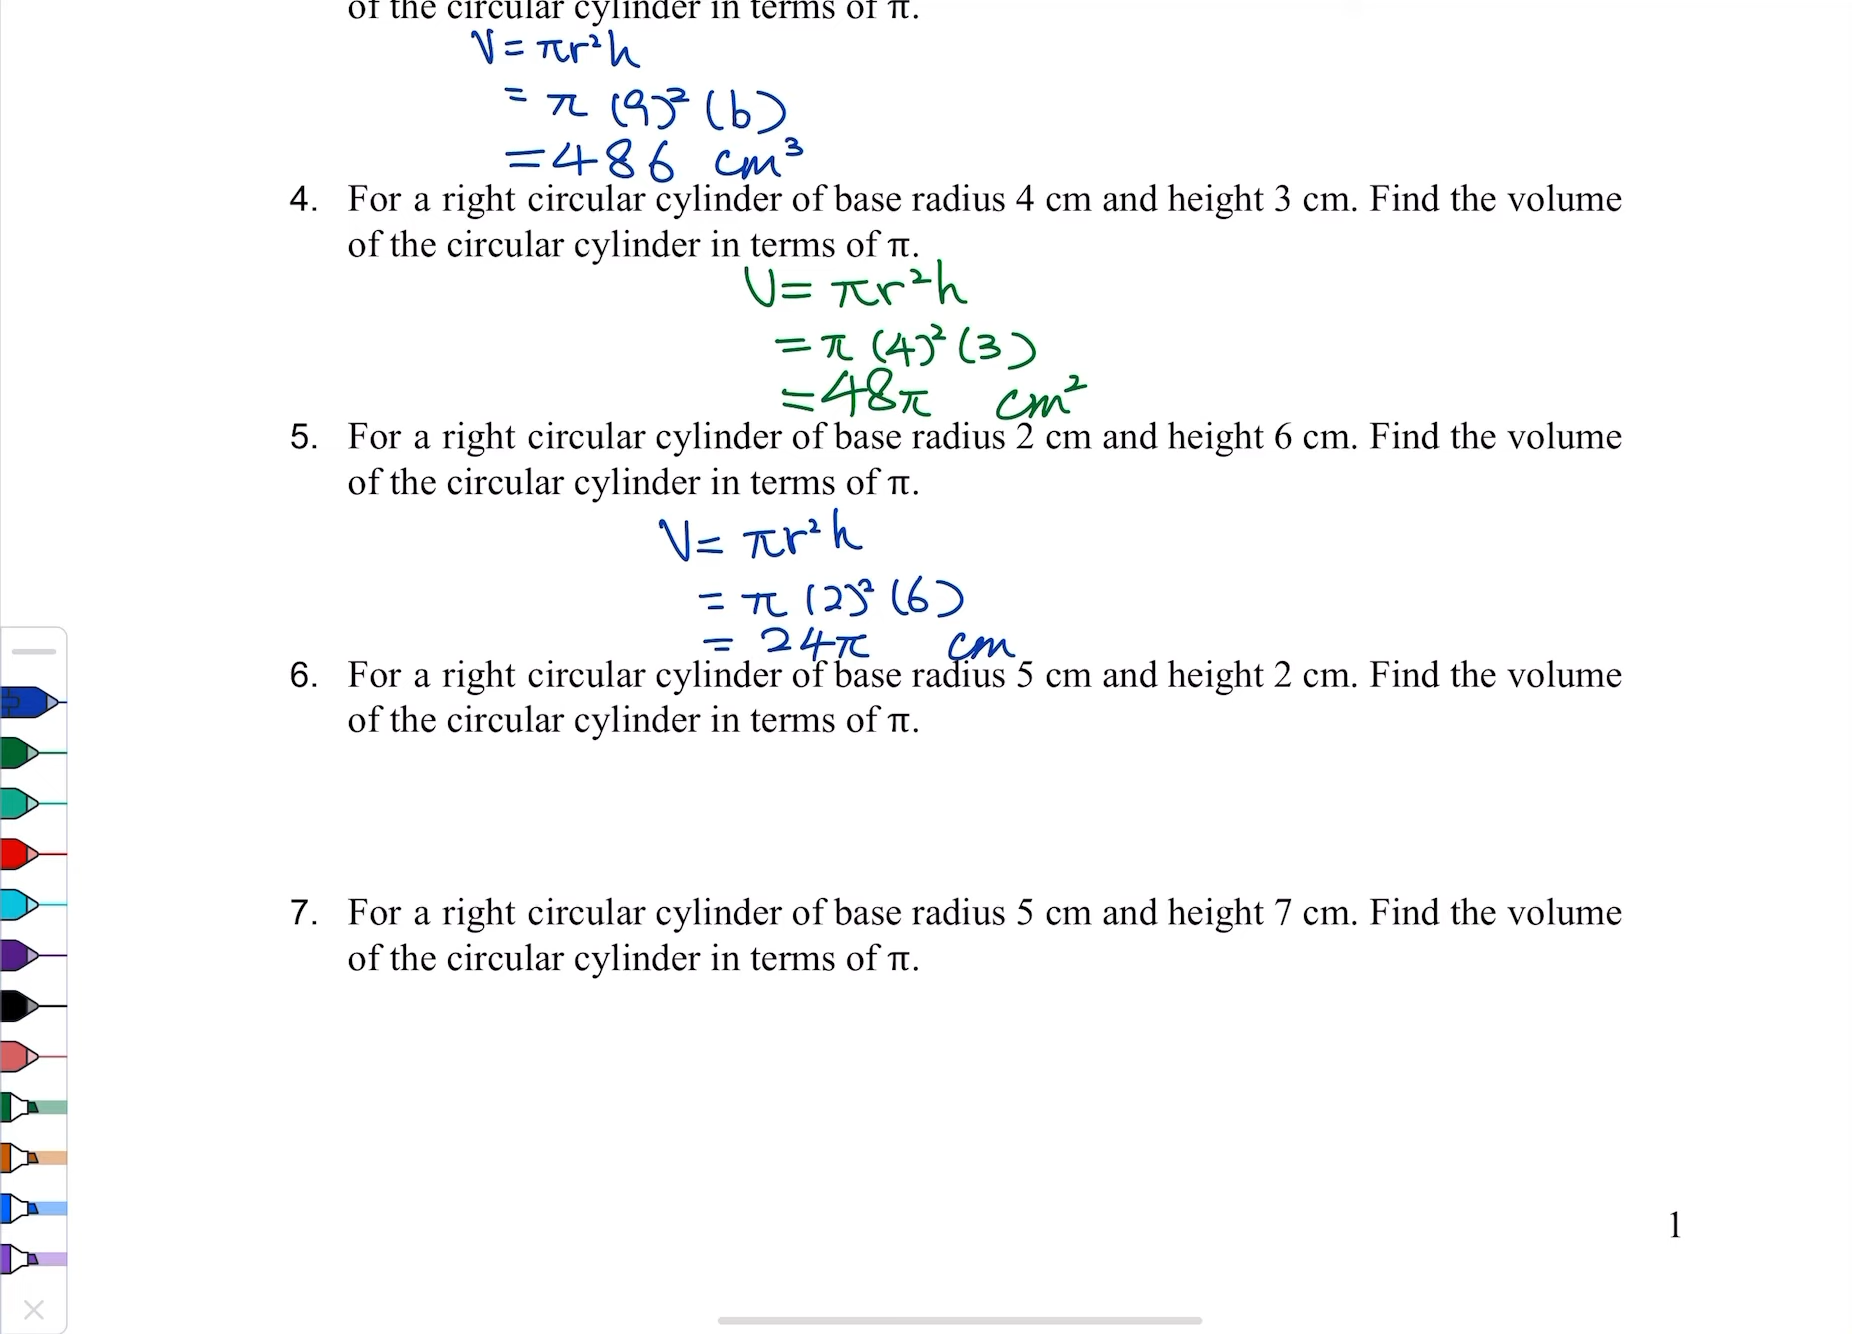 of the circular cylinder in terms of π.
V = πr²h
= π (9)² (b)
= 486 cm³
4. For a right circular cylinder of base radius 4 cm and height 3 cm. Find the volume
of the circular cylinder in terms of π.
V = πr²h
= π (4)² (3)
= 48π cm²
5. For a right circular cylinder of base radius 2 cm and height 6 cm. Find the volume
of the circular cylinder in terms of π.
V = πr²h
= π (2)² (6)
= 24π cm
6. For a right circular cylinder of base radius 5 cm and height 2 cm. Find the volume
of the circular cylinder in terms of π.
7. For a right circular cylinder of base radius 5 cm and height 7 cm. Find the volume
of the circular cylinder in terms of π.
1